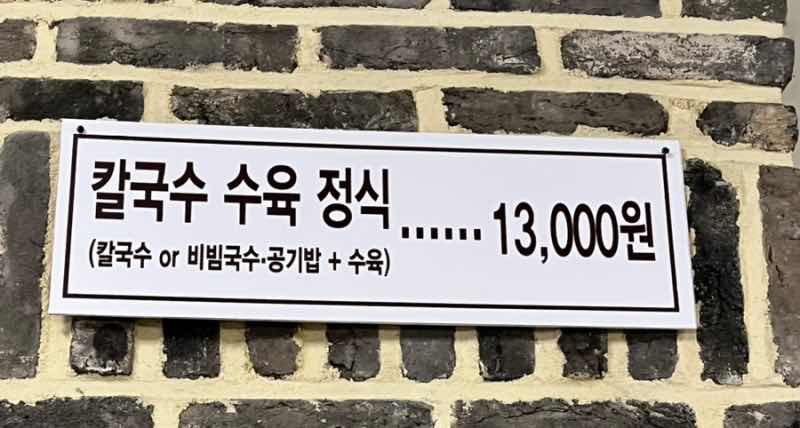 칼국수 수육 정식 ...... 13,000원
(칼국수 or 비빔국수·공기밥 + 수육)